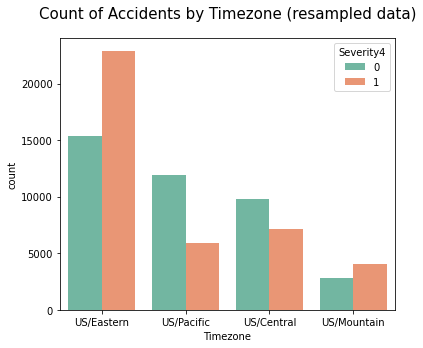 Count of Accidents by Timezone (resampled data)
Severity4
0
1
20000
15000
10000
5000
0
count
US/Eastern
US/Pacific
US/Central
US/Mountain
Timezone